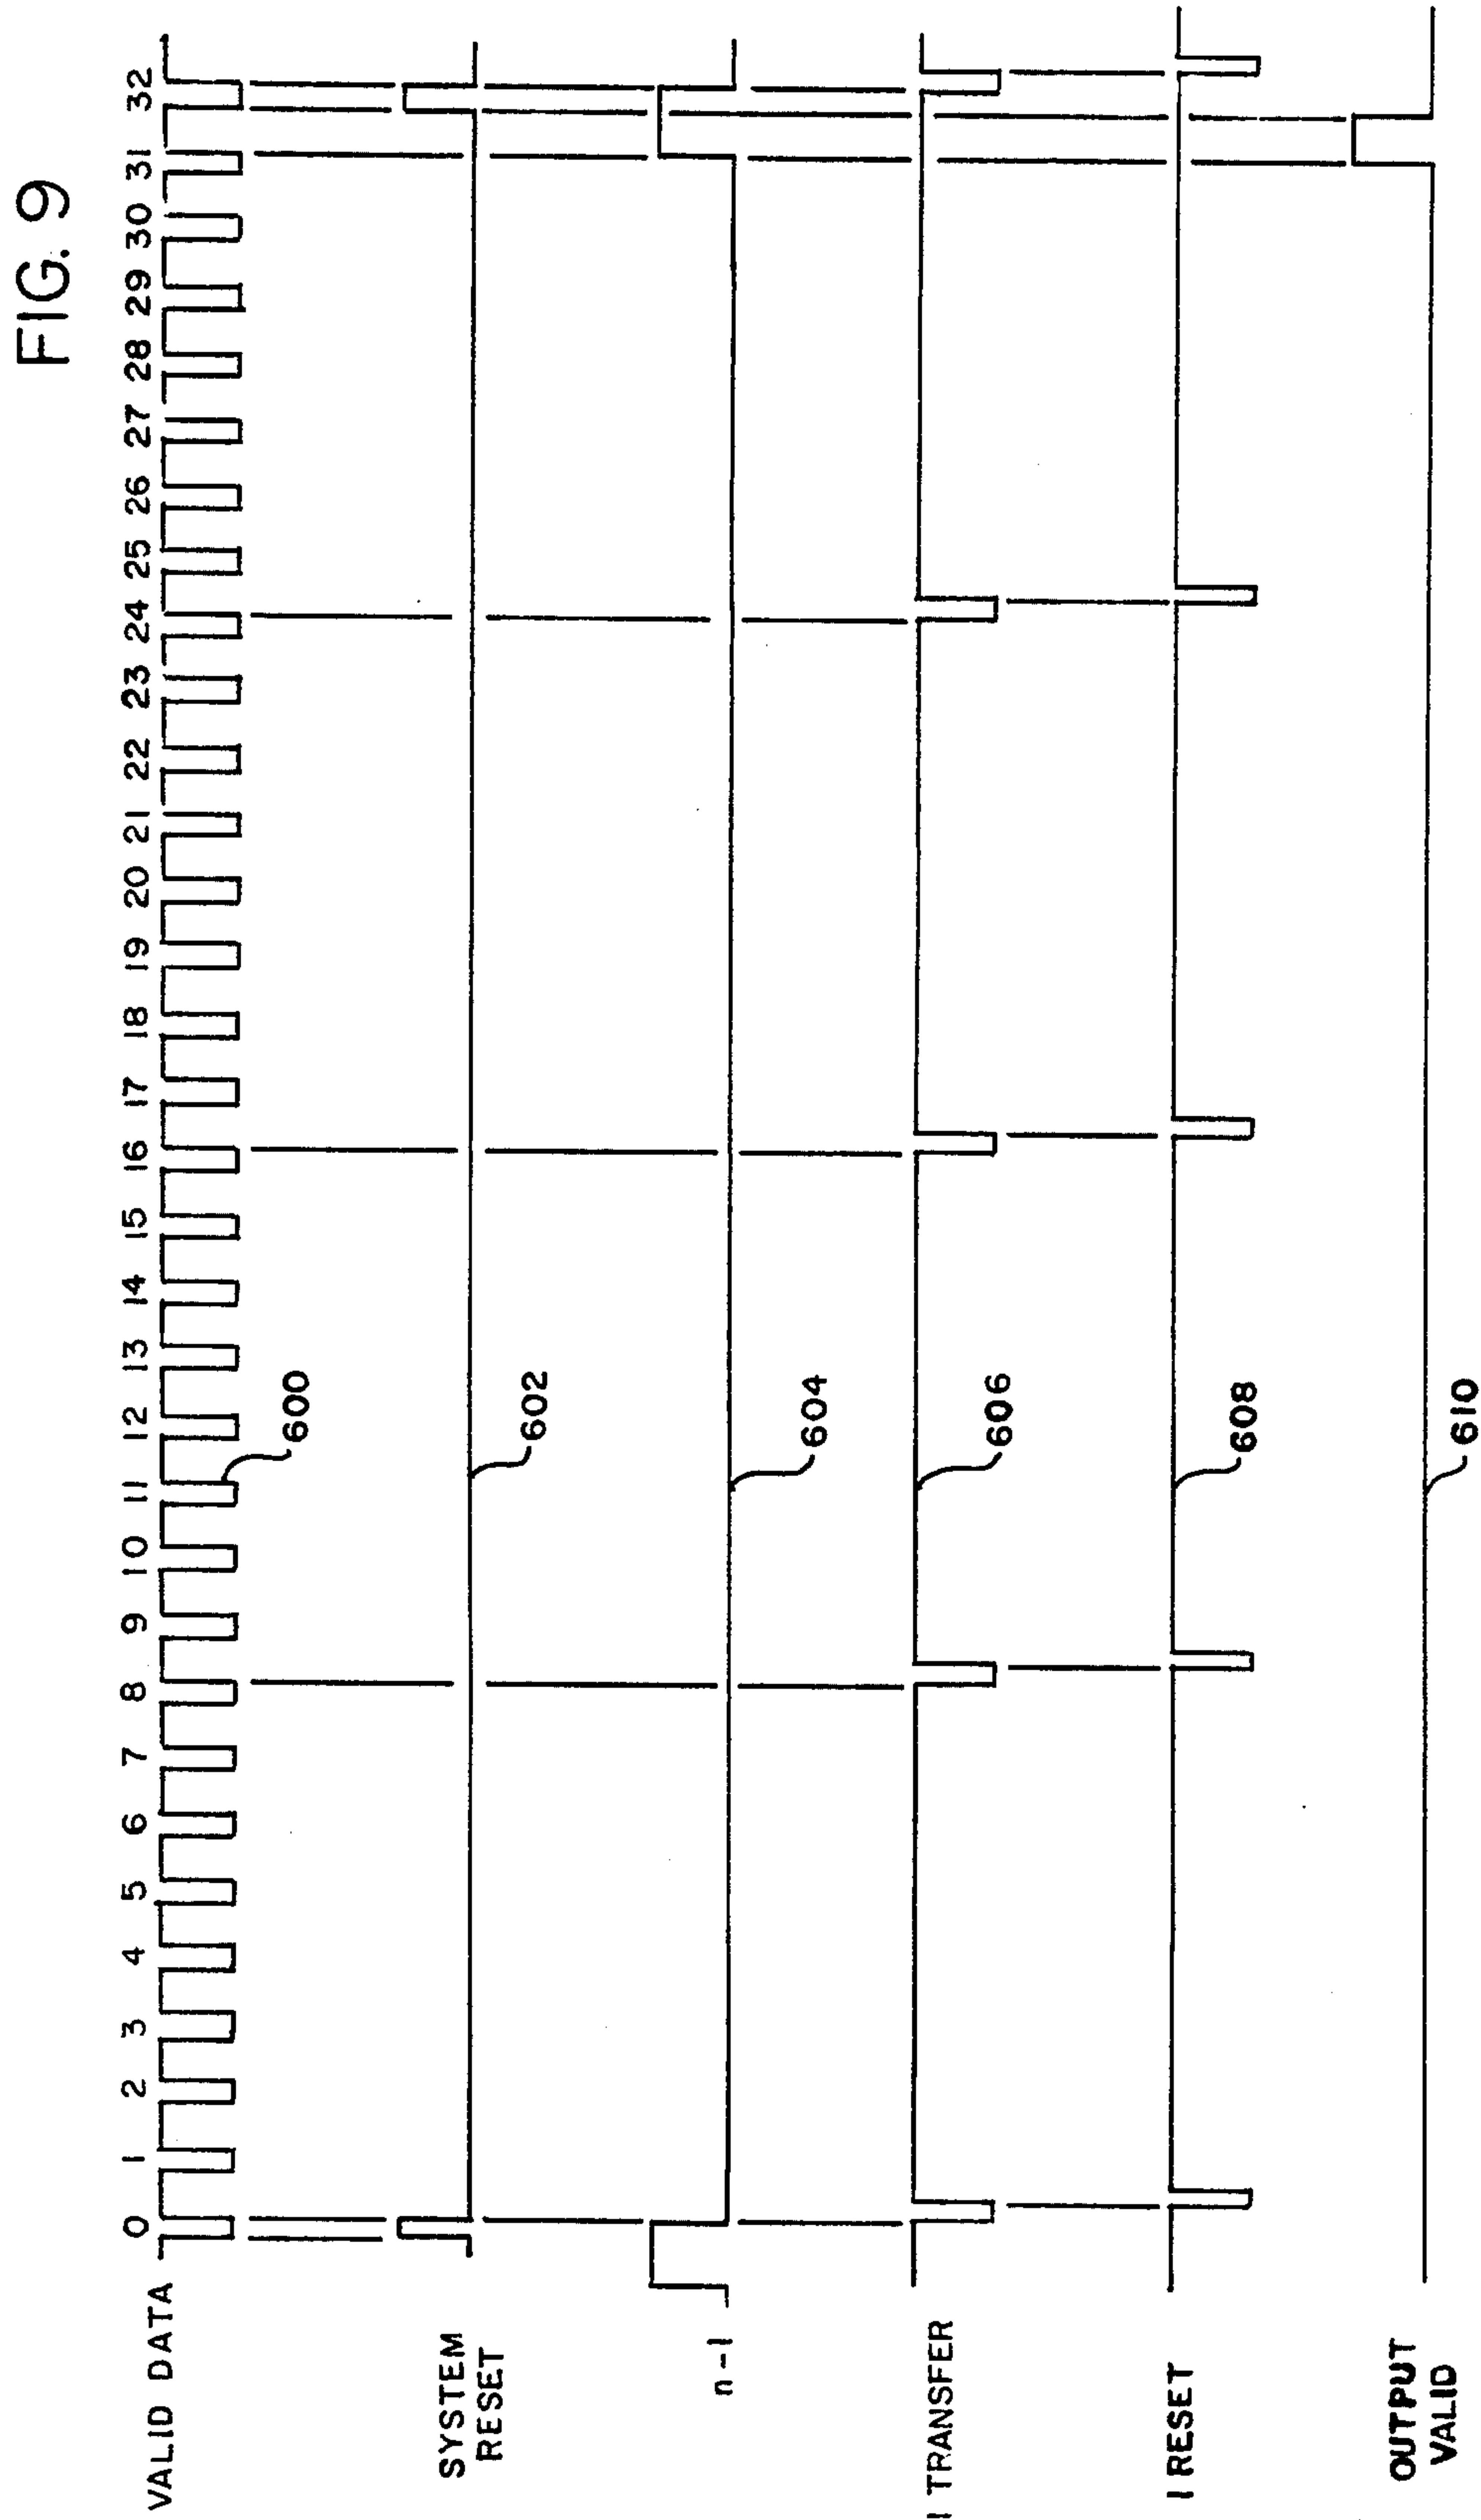 FIG. 9
0 1 2 3 4 5 6 7 8 9 10 11 12 13 14 15 16 17 18 19 20 21 22 23 24 25 26 27 28 29 30 31 32
VALID DATA
600
SYSTEM
RESET
602
n-1
604
I TRANSFER
606
I RESET
608
OUTPUT
VALID
610